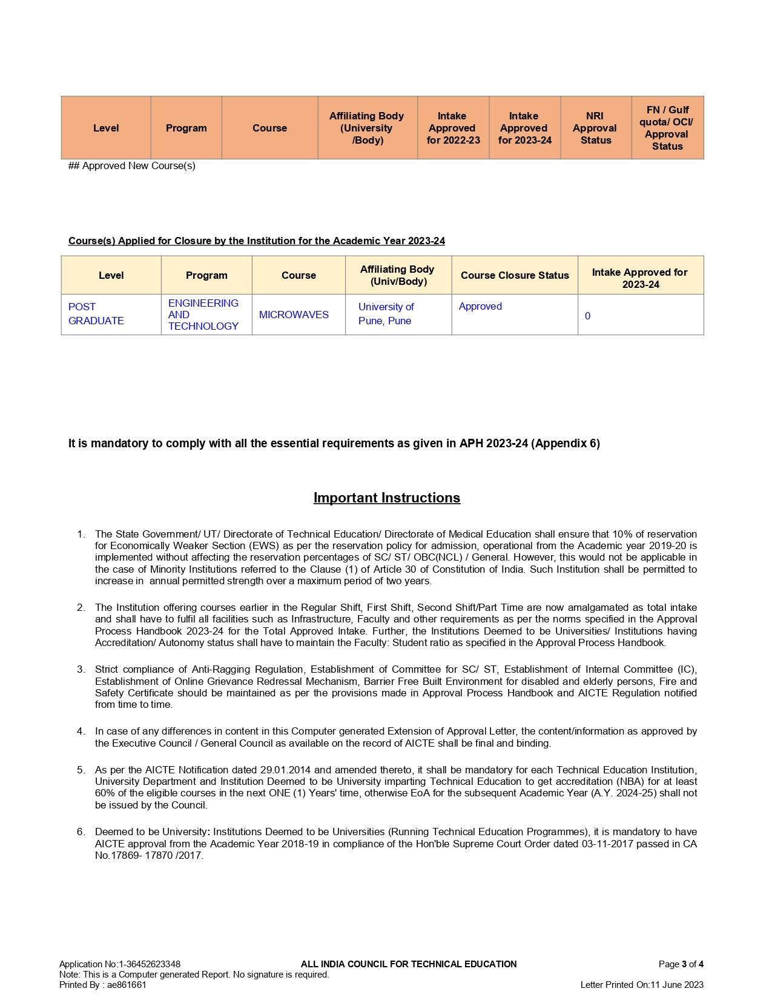 Level
Program
Course
Affiliating Body
(University
/Body)
Intake
Approved
for 2022-23
Intake
Approved
for 2023-24
NRI
Approval
Status
FN / Gulf
quota/ OCI/
Approval
Status
## Approved New Course(s)
Course(s) Applied for Closure by the Institution for the Academic Year 2023-24
Level
Program
Course
Affiliating Body
(Univ/Body)
Course Closure Status
Intake Approved for
2023-24
POST
GRADUATE
ENGINEERING
AND
TECHNOLOGY
MICROWAVES
University of
Pune, Pune
Approved
0
It is mandatory to comply with all the essential requirements as given in APH 2023-24 (Appendix 6)
Important Instructions
1. The State Government/ UT/ Directorate of Technical Education/ Directorate of Medical Education shall ensure that 10% of reservation
for Economically Weaker Section (EWS) as per the reservation policy for admission, operational from the Academic year 2019-20 is
implemented without affecting the reservation percentages of SC/ ST/ OBC(NCL) / General. However, this would not be applicable in
the case of Minority Institutions referred to the Clause (1) of Article 30 of Constitution of India. Such Institution shall be permitted to
increase in annual permitted strength over a maximum period of two years.
2. The Institution offering courses earlier in the Regular Shift, First Shift, Second Shift/Part Time are now amalgamated as total intake
and shall have to fulfil all facilities such as Infrastructure, Faculty and other requirements as per the norms specified in the Approval
Process Handbook 2023-24 for the Total Approved Intake. Further, the Institutions Deemed to be Universities/ Institutions having
Accreditation/ Autonomy status shall have to maintain the Faculty: Student ratio as specified in the Approval Process Handbook.
3. Strict compliance of Anti-Ragging Regulation, Establishment of Committee for SC/ ST, Establishment of Internal Committee (IC),
Establishment of Online Grievance Redressal Mechanism, Barrier Free Built Environment for disabled and elderly persons, Fire and
Safety Certificate should be maintained as per the provisions made in Approval Process Handbook and AICTE Regulation notified
from time to time.
4. In case of any differences in content in this Computer generated Extension of Approval Letter, the content/information as approved by
the Executive Council / General Council as available on the record of AICTE shall be final and binding.
5. As per the AICTE Notification dated 29.01.2014 and amended thereto, it shall be mandatory for each Technical Education Institution,
University Department and Institution Deemed to be University imparting Technical Education to get accreditation (NBA) for at least
60% of the eligible courses in the next ONE (1) Years' time, otherwise EoA for the subsequent Academic Year (A.Y. 2024-25) shall not
be issued by the Council.
6. Deemed to be University: Institutions Deemed to be Universities (Running Technical Education Programmes), it is mandatory to have
AICTE approval from the Academic Year 2018-19 in compliance of the Hon'ble Supreme Court Order dated 03-11-2017 passed in CA
No.17869- 17870 /2017.
Application No:1-36452623348
ALL INDIA COUNCIL FOR TECHNICAL EDUCATION
Page 3 of 4
Note: This is a Computer generated Report. No signature is required.
Printed By : ae861661
Letter Printed On:11 June 2023